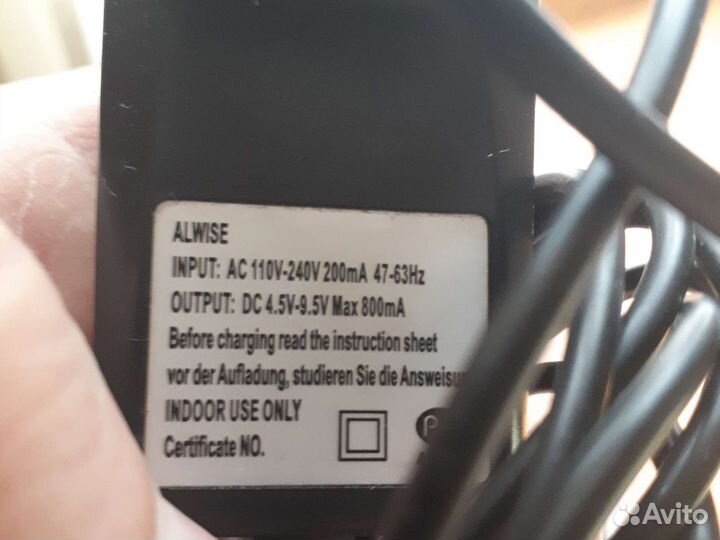 ALWISE
INPUT: AC 110V-240V 200mA 47-63Hz
OUTPUT: DC 4.5V-9.5V Max 800mA
Before charging read the instruction sheet
vor der Aufladung, studieren Sie die Answeisu
INDOOR USE ONLY
Certificate NO.
Avito